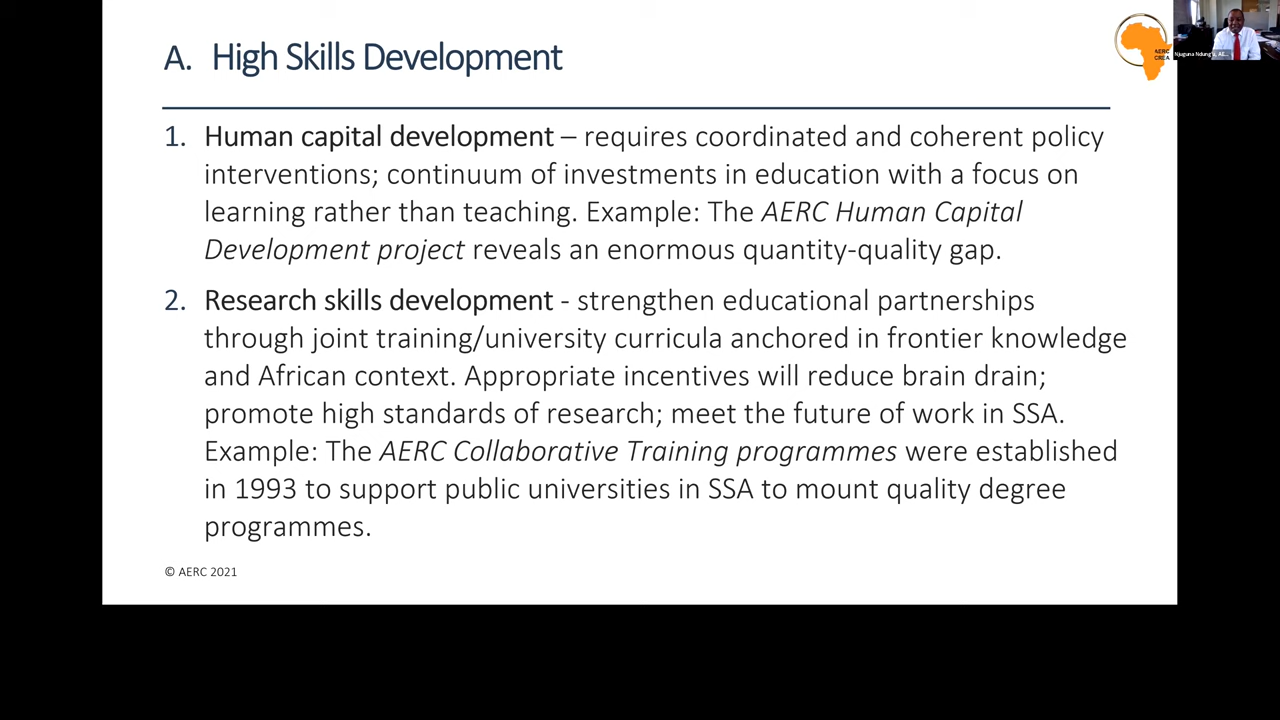 A. High Skills Development
1. Human capital development – requires coordinated and coherent policy
interventions; continuum of investments in education with a focus on
learning rather than teaching. Example: The AERC Human Capital
Development project reveals an enormous quantity-quality gap.
2. Research skills development - strengthen educational partnerships
through joint training/university curricula anchored in frontier knowledge
and African context. Appropriate incentives will reduce brain drain;
promote high standards of research; meet the future of work in SSA.
Example: The AERC Collaborative Training programmes were established
in 1993 to support public universities in SSA to mount quality degree
programmes.
© AERC 2021
AERC
CREA
Njuguna Ndung'u, AE...